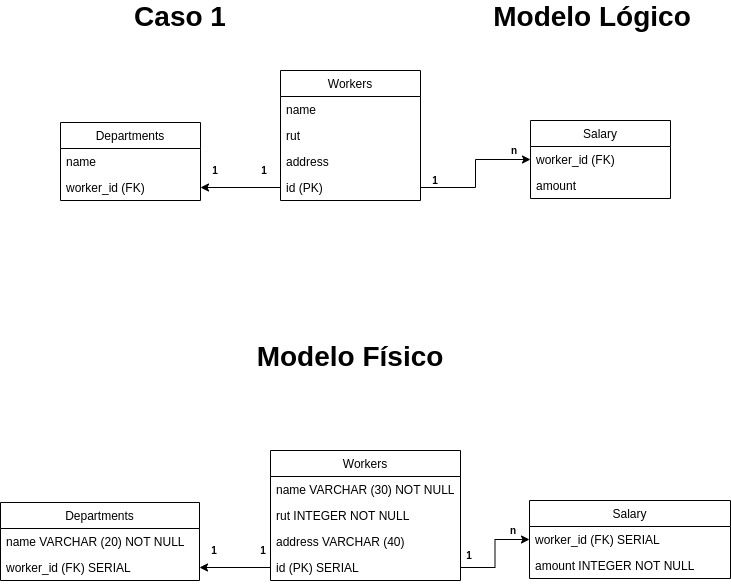 Caso 1
Modelo Lógico
Workers
name
rut
address
id (PK)
Departments
name
worker_id (FK)
1
1
Salary
worker_id (FK)
amount
1
n
Modelo Físico
Workers
name VARCHAR (30) NOT NULL
rut INTEGER NOT NULL
address VARCHAR (40)
id (PK) SERIAL
Departments
name VARCHAR (20) NOT NULL
worker_id (FK) SERIAL
1
1
Salary
worker_id (FK) SERIAL
amount INTEGER NOT NULL
1
n